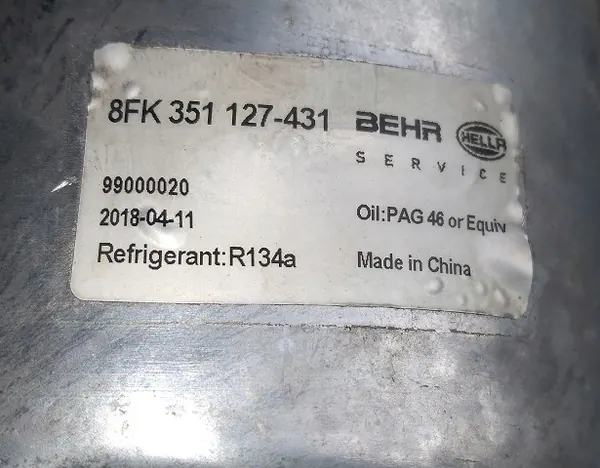 8FK 351 127-431 BEHR HELLA
SERVICE
99000020
2018-04-11 Oil:PAG 46 or Equiv
Refrigerant:R134a Made in China